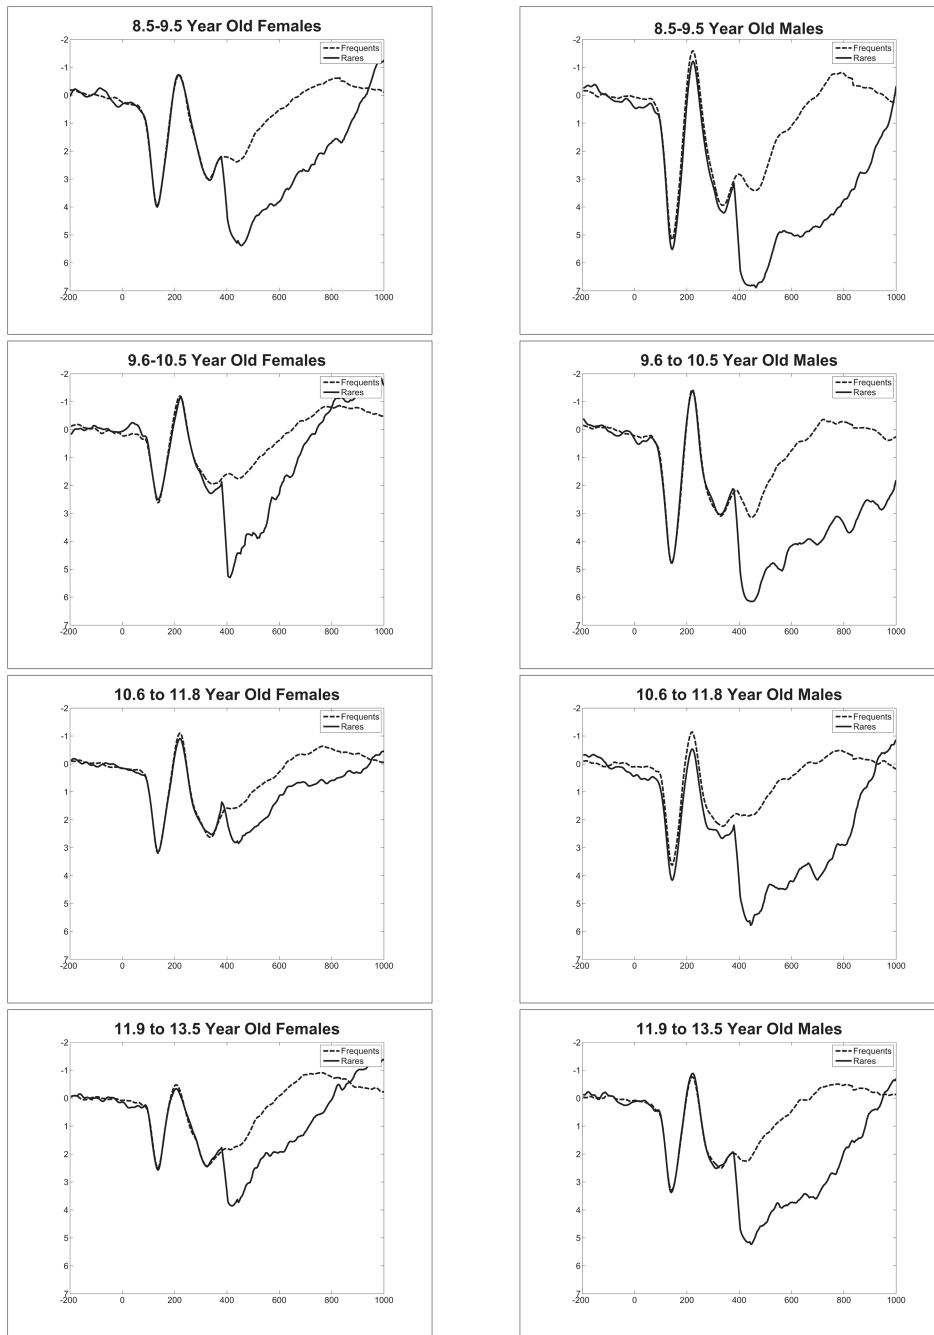 8.5-9.5 Year Old Females
-2
-1
0
1
2
3
4
5
6
7
-200 0 200 400 600 800 1000
Frequents
Rares
8.5-9.5 Year Old Males
-2
-1
0
1
2
3
4
5
6
7
-200 0 200 400 600 800 1000
Frequents
Rares
9.6-10.5 Year Old Females
-2
-1
0
1
2
3
4
5
6
7
-200 0 200 400 600 800 1000
Frequents
Rares
9.6 to 10.5 Year Old Males
-2
-1
0
1
2
3
4
5
6
7
-200 0 200 400 600 800 1000
Frequents
Rares
10.6 to 11.8 Year Old Females
-2
-1
0
1
2
3
4
5
6
7
-200 0 200 400 600 800 1000
Frequents
Rares
10.6 to 11.8 Year Old Males
-2
-1
0
1
2
3
4
5
6
7
-200 0 200 400 600 800 1000
Frequents
Rares
11.9 to 13.5 Year Old Females
-2
-1
0
1
2
3
4
5
6
7
-200 0 200 400 600 800 1000
Frequents
Rares
11.9 to 13.5 Year Old Males
-2
-1
0
1
2
3
4
5
6
7
-200 0 200 400 600 800 1000
Frequents
Rares